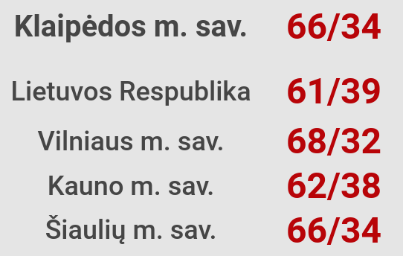 Klaipėdos m. sav. 66/34
Lietuvos Respublika 61/39
Vilniaus m. sav. 68/32
Kauno m. sav. 62/38
Šiaulių m. sav. 66/34